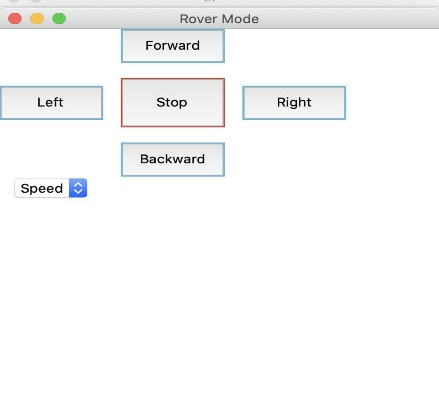 Rover Mode
Forward
Left Stop Right
Backward
Speed